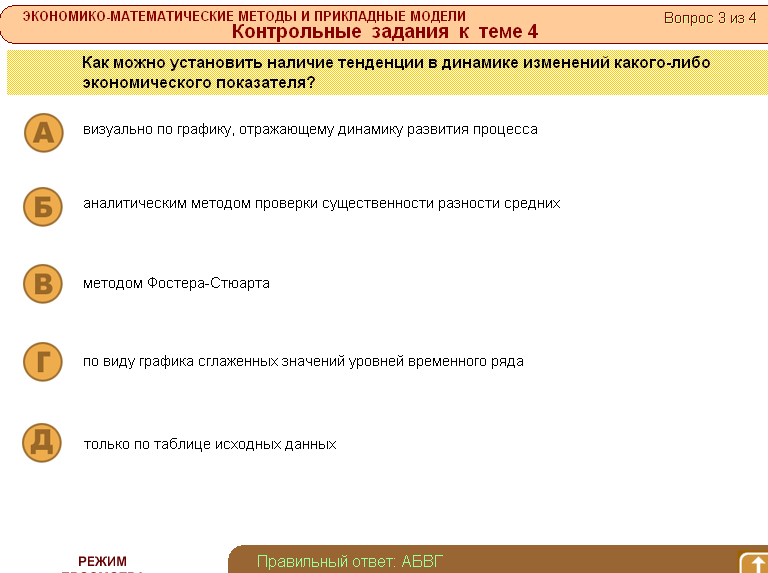 ЭКОНОМИКО-МАТЕМАТИЧЕСКИЕ МЕТОДЫ И ПРИКЛАДНЫЕ МОДЕЛИ
Вопрос 3 из 4
Контрольные задания к теме 4
Как можно установить наличие тенденции в динамике изменений какого-либо
экономического показателя?
А
визуально по графику, отражающему динамику развития процесса
Б
аналитическим методом проверки существенности разности средних
В
методом Фостера-Стюарта
Г
по виду графика сглаженных значений уровней временного ряда
Д
только по таблице исходных данных
РЕЖИМ
Правильный ответ: АБВГ